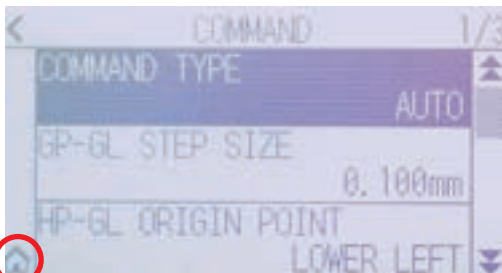 COMMAND 1/3
COMMAND TYPE
AUTO
GP-GL STEP SIZE
0.100mm
HP-GL ORIGIN POINT
LOWER LEFT